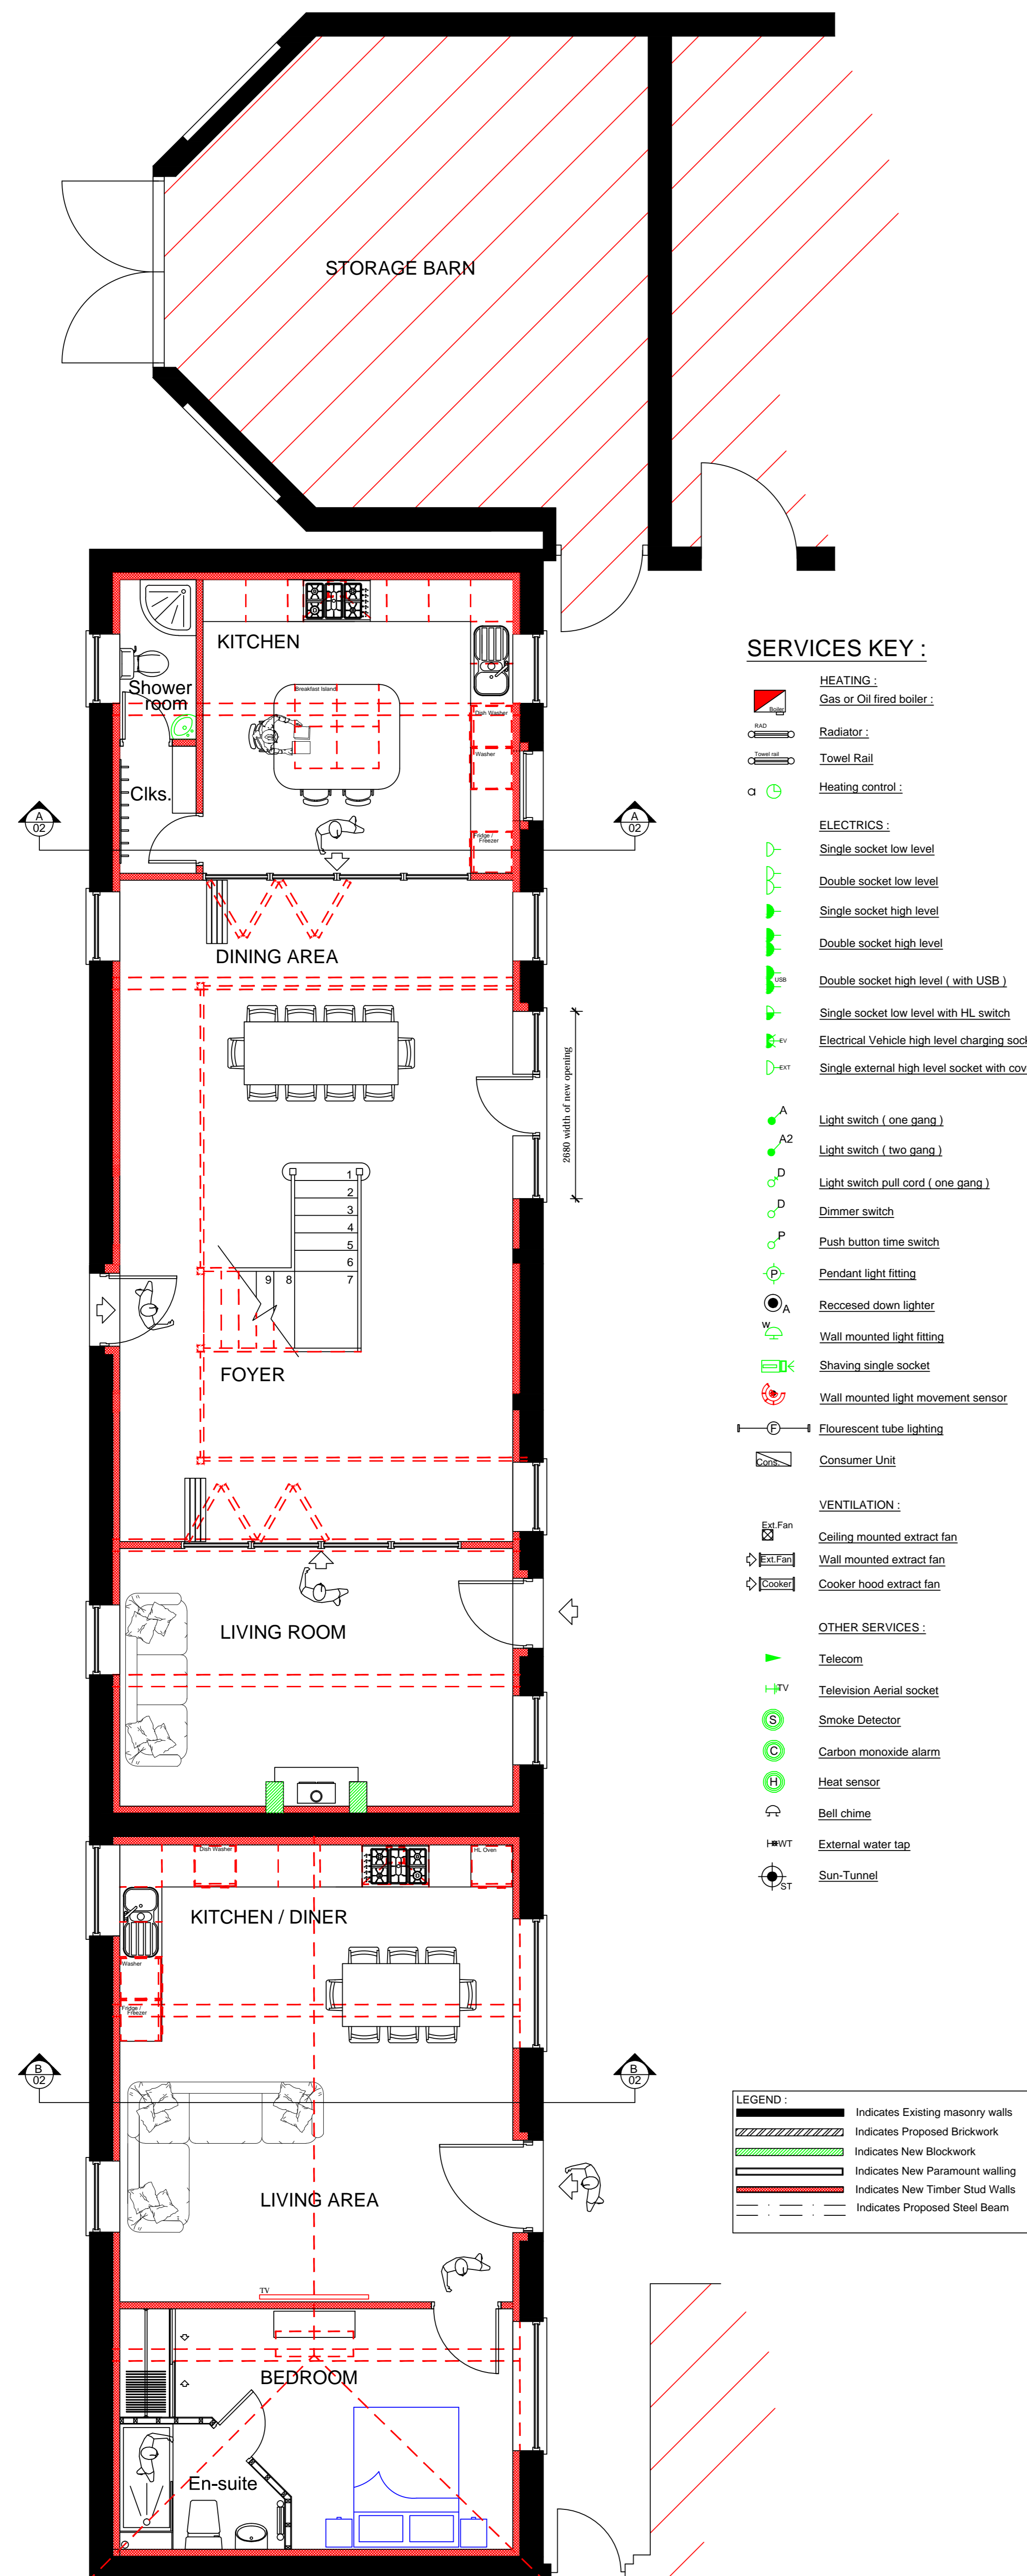 STORAGE BARN
KITCHEN
Breakfast Island
Shower
room
Dish Washer
Washer
Clks.
Fridge /
Freezer
A
02
A
02
DINING AREA
2680 width of new opening
1
2
3
4
5
6
7
8
9
FOYER
LIVING ROOM
Dish Washer
HL Oven
KITCHEN / DINER
Washer
Fridge /
Freezer
B
02
B
02
LIVING AREA
TV
BEDROOM
En-suite
SERVICES KEY :
HEATING :
Boiler
Gas or Oil fired boiler :
RAD
Radiator :
Towel rail
Towel Rail
a
Heating control :
ELECTRICS :
Single socket low level
Double socket low level
Single socket high level
Double socket high level
USB
Double socket high level ( with USB )
Single socket low level with HL switch
EV
Electrical Vehicle high level charging sock
EXT
Single external high level socket with cov
A
Light switch ( one gang )
A2
Light switch ( two gang )
D
Light switch pull cord ( one gang )
D
Dimmer switch
P
Push button time switch
P
Pendant light fitting
A
Reccesed down lighter
W
Wall mounted light fitting
Shaving single socket
Wall mounted light movement sensor
F
Flourescent tube lighting
Cons.
Consumer Unit
VENTILATION :
Ext.Fan
Ceiling mounted extract fan
Ext.Fan
Wall mounted extract fan
Cooker
Cooker hood extract fan
OTHER SERVICES :
Telecom
TV
Television Aerial socket
S
Smoke Detector
C
Carbon monoxide alarm
H
Heat sensor
Bell chime
WT
External water tap
ST
Sun-Tunnel
LEGEND :
Indicates Existing masonry walls
Indicates Proposed Brickwork
Indicates New Blockwork
Indicates New Paramount walling
Indicates New Timber Stud Walls
Indicates Proposed Steel Beam